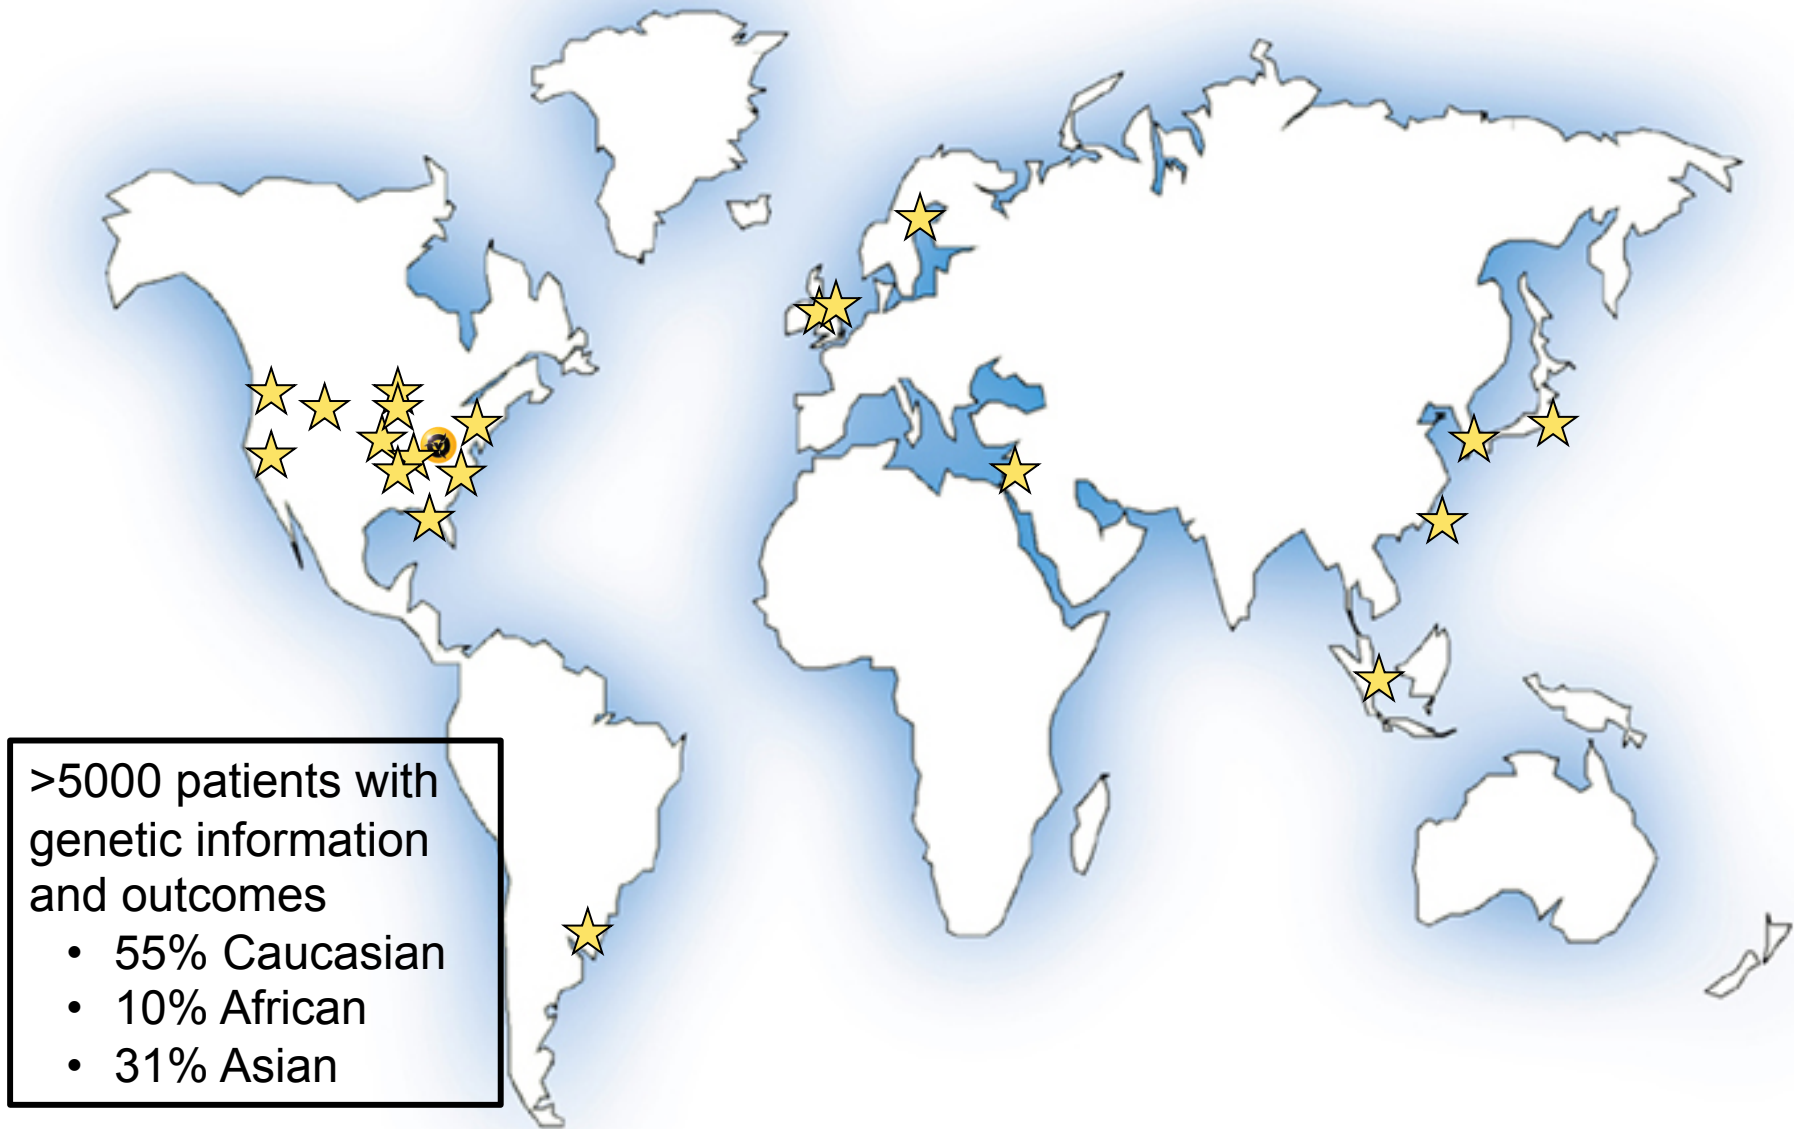 >5000 patients with
genetic information
and outcomes
• 55% Caucasian
• 10% African
• 31% Asian